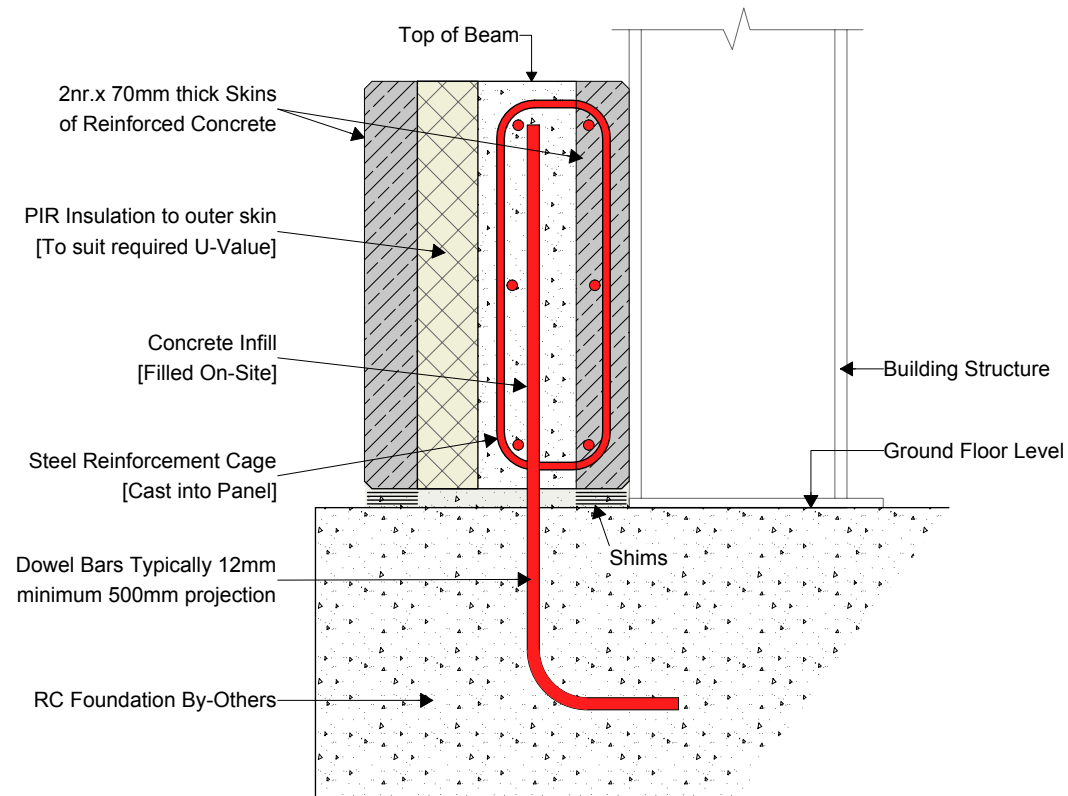 Top of Beam
2nr.x 70mm thick Skins
of Reinforced Concrete
PIR Insulation to outer skin
[To suit required U-Value]
Concrete Infill
[Filled On-Site]
Building Structure
Steel Reinforcement Cage
[Cast into Panel]
Ground Floor Level
Shims
Dowel Bars Typically 12mm
minimum 500mm projection
RC Foundation By-Others